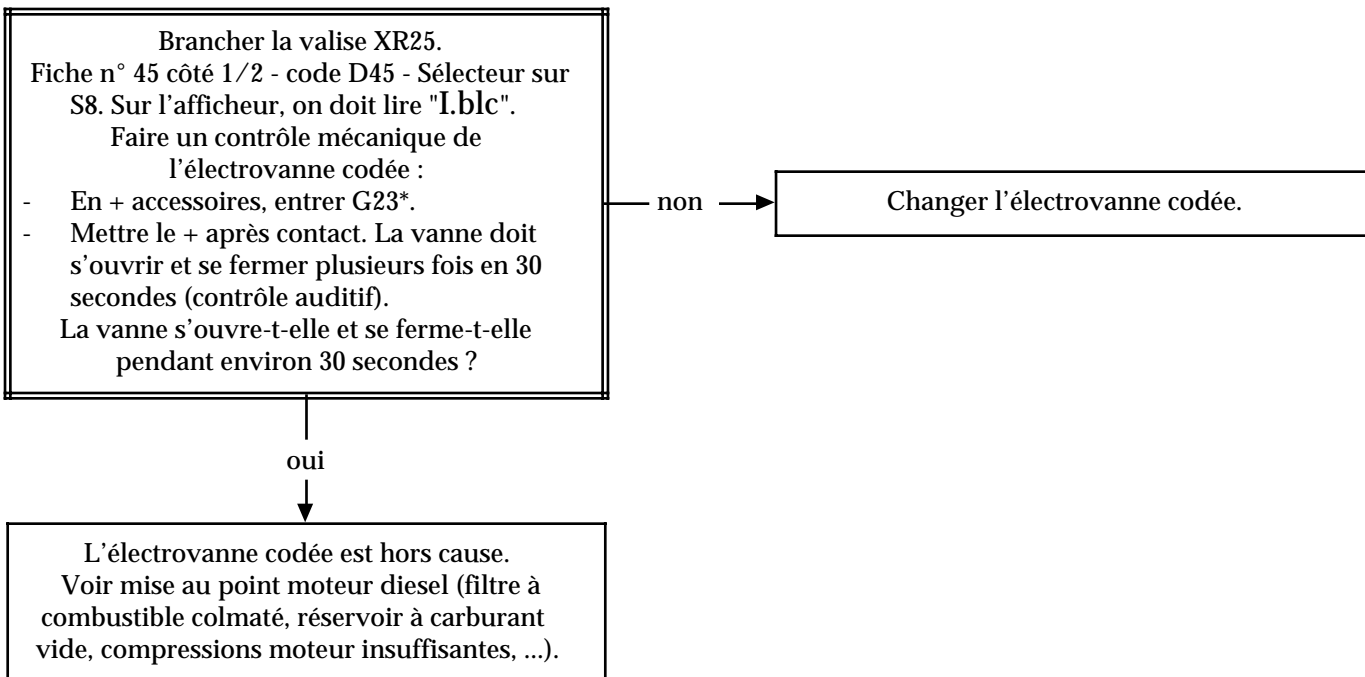 Brancher la valise XR25.
Fiche n° 45 côté 1/2 - code D45 - Sélecteur sur
S8. Sur l'afficheur, on doit lire "I.blc".
Faire un contrôle mécanique de
l'électrovanne codée :
- En + accessoires, entrer G23*.
- Mettre le + après contact. La vanne doit
s'ouvrir et se fermer plusieurs fois en 30
secondes (contrôle auditif).
La vanne s'ouvre-t-elle et se ferme-t-elle
pendant environ 30 secondes ?
non
Changer l'électrovanne codée.
oui
L'électrovanne codée est hors cause.
Voir mise au point moteur diesel (filtre à
combustible colmaté, réservoir à carburant
vide, compressions moteur insuffisantes, ...).